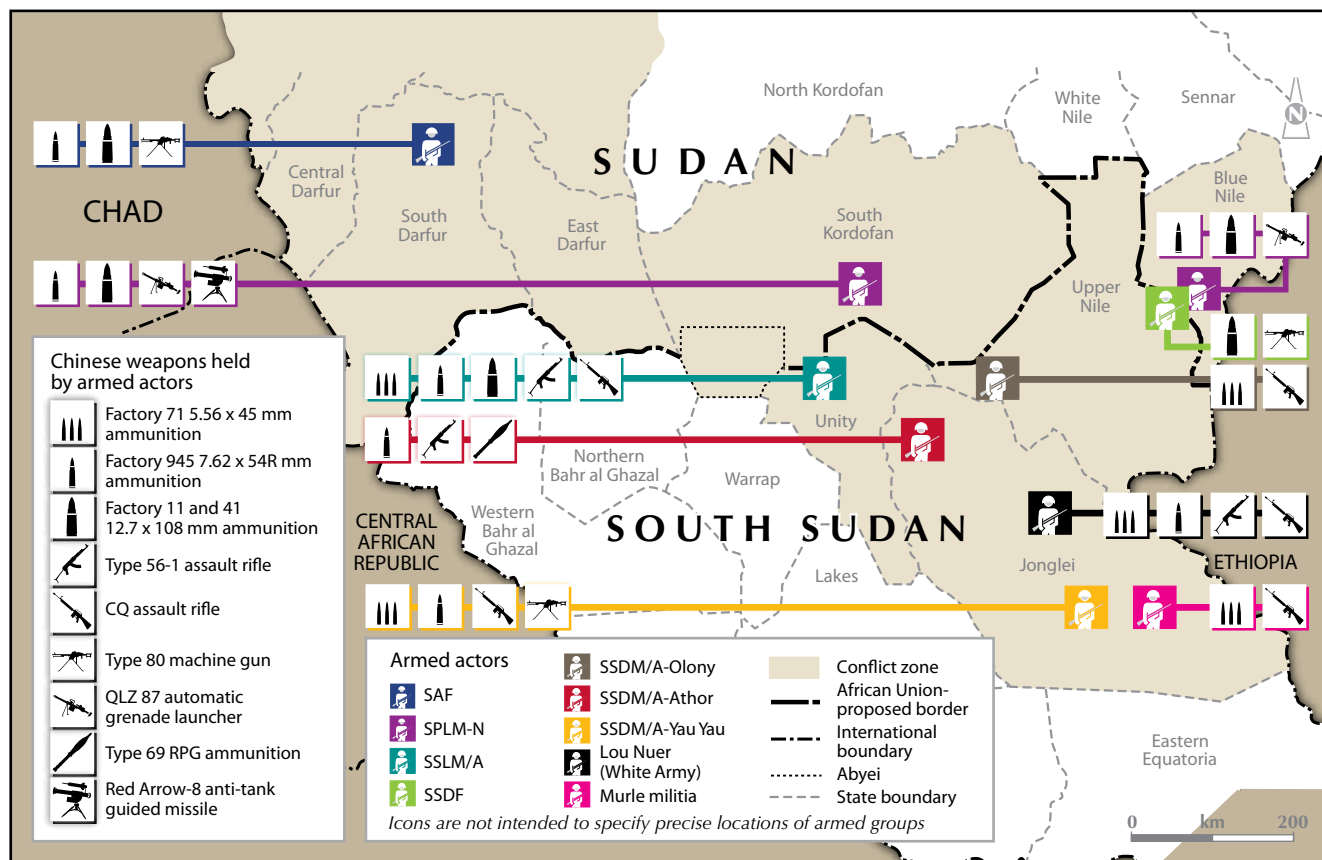 North Kordofan
White
Nile
Sennar
N
SUDAN
Central
Darfur
Blue
Nile
CHAD
South
Darfur
East
Darfur
South
Kordofan
Upper
Nile
Chinese weapons held
by armed actors
Factory 71 5.56 x 45 mm
ammunition
Factory 945 7.62 x 54R mm
ammunition
Factory 11 and 41
12.7 x 108 mm ammunition
Type 56-1 assault rifle
CQ assault rifle
Type 80 machine gun
QLZ 87 automatic
grenade launcher
Type 69 RPG ammunition
Red Arrow-8 anti-tank
guided missile
Unity
Northern
Bahr al Ghazal
Warrap
Western
Bahr al
Ghazal
SOUTH SUDAN
CENTRAL
AFRICAN
REPUBLIC
Lakes
Jonglei
ETHIOPIA
Armed actors
SAF
SPLM-N
SSLM/A
SSDF
SSDM/A-Olony
SSDM/A-Athor
SSDM/A-Yau Yau
Lou Nuer
(White Army)
Murle militia
Conflict zone
African Union-
proposed border
International
boundary
Abyei
State boundary
Icons are not intended to specify precise locations of armed groups
Eastern
Equatoria
0 km 200